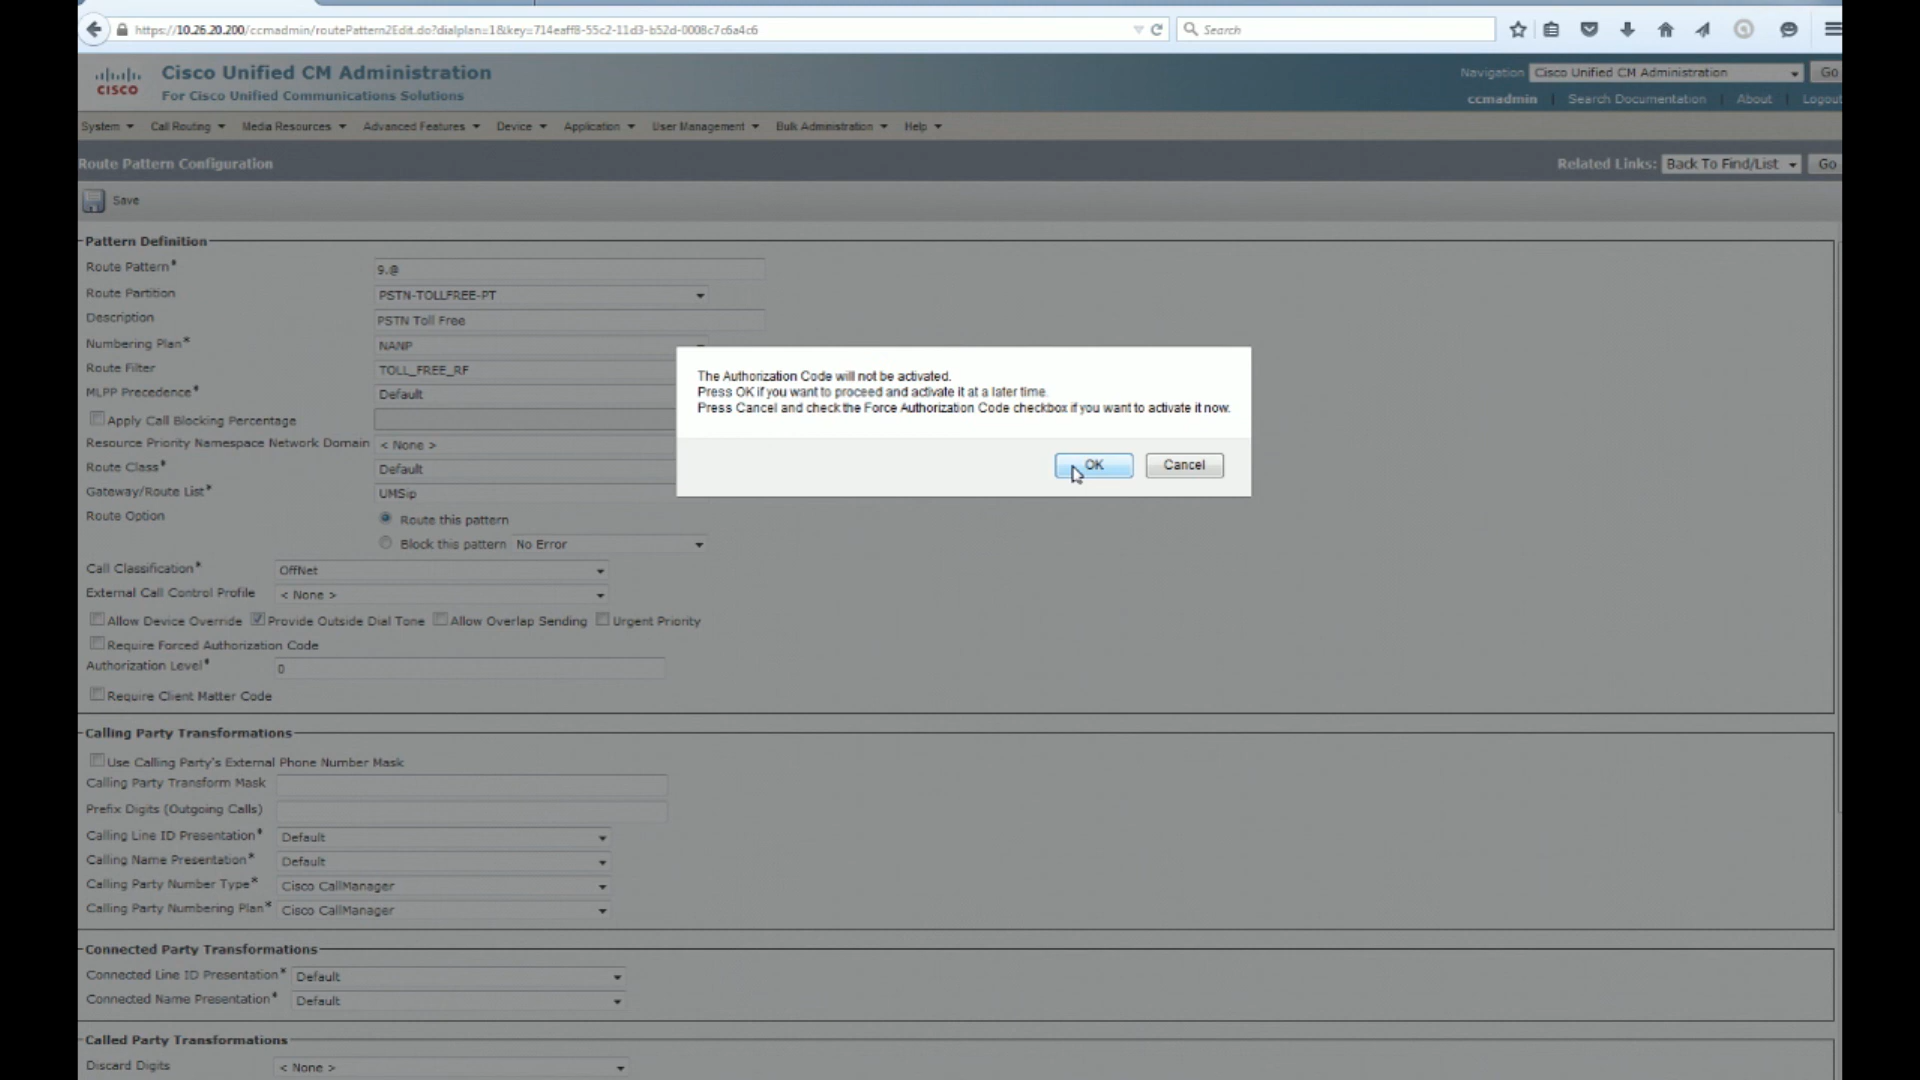 https://10.26.20.200/ccmadmin/routePattern2Edit.do?dialplan=1&key=714eaff8-55c2-11d3-b52d-0008c7c6a4c6
Search
CISCO
Cisco Unified CM Administration
For Cisco Unified Communications Solutions
Navigation Cisco Unified CM Administration Go
ccmadmin Search Documentation About Logout
System Call Routing Media Resources Advanced Features Device Application User Management Bulk Administration Help
Route Pattern Configuration
Related Links: Back To Find/List Go
Save
Pattern Definition
Route Pattern* 9.@
Route Partition PSTN-TOLLFREE-PT
Description PSTN Toll Free
Numbering Plan* NANP
Route Filter TOLL_FREE_RF
MLPP Precedence* Default
Apply Call Blocking Percentage
Resource Priority Namespace Network Domain < None >
Route Class* Default
Gateway/Route List* UMSip
Route Option Route this pattern
Block this pattern No Error
The Authorization Code will not be activated.
Press OK if you want to proceed and activate it at a later time.
Press Cancel and check the Force Authorization Code checkbox if you want to activate it now.
OK Cancel
Call Classification* OffNet
External Call Control Profile < None >
Allow Device Override Provide Outside Dial Tone Allow Overlap Sending Urgent Priority
Require Forced Authorization Code
Authorization Level* 0
Require Client Matter Code
Calling Party Transformations
Use Calling Party's External Phone Number Mask
Calling Party Transform Mask
Prefix Digits (Outgoing Calls)
Calling Line ID Presentation* Default
Calling Name Presentation* Default
Calling Party Number Type* Cisco CallManager
Calling Party Numbering Plan* Cisco CallManager
Connected Party Transformations
Connected Line ID Presentation* Default
Connected Name Presentation* Default
Called Party Transformations
Discard Digits < None >